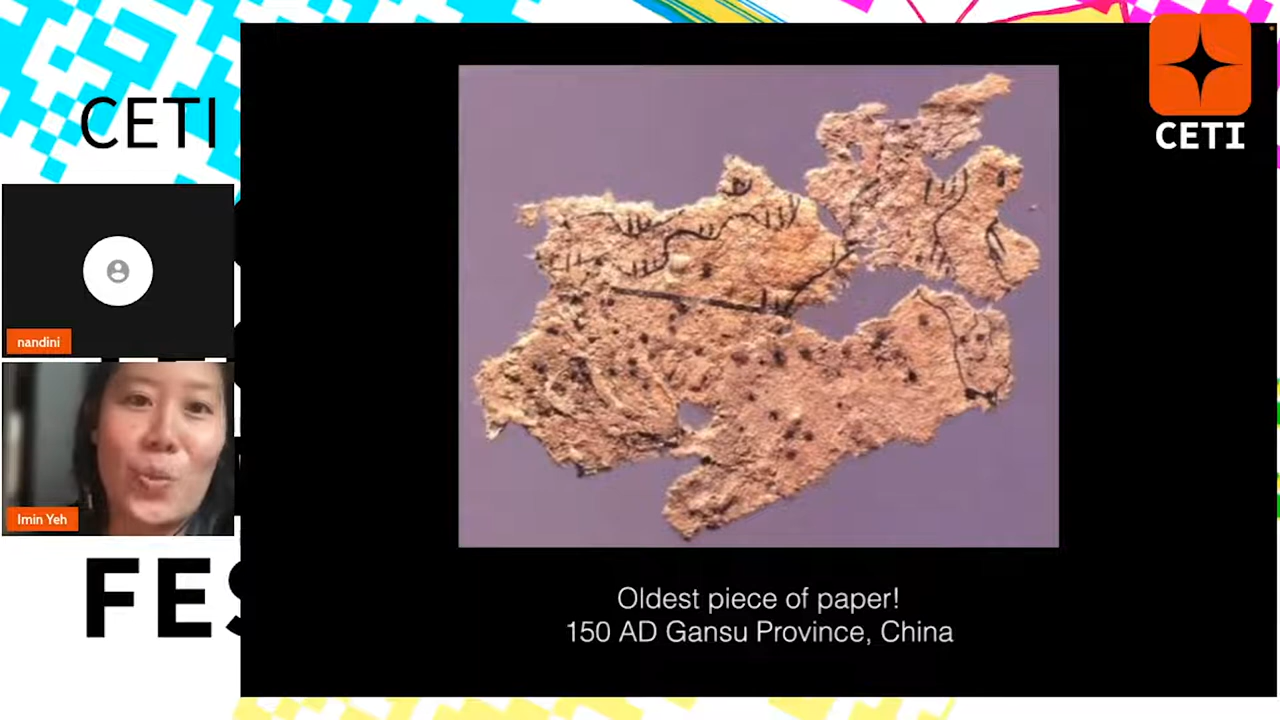 CETI
CETI
nandini
Imin Yeh
FES
Oldest piece of paper!
150 AD Gansu Province, China